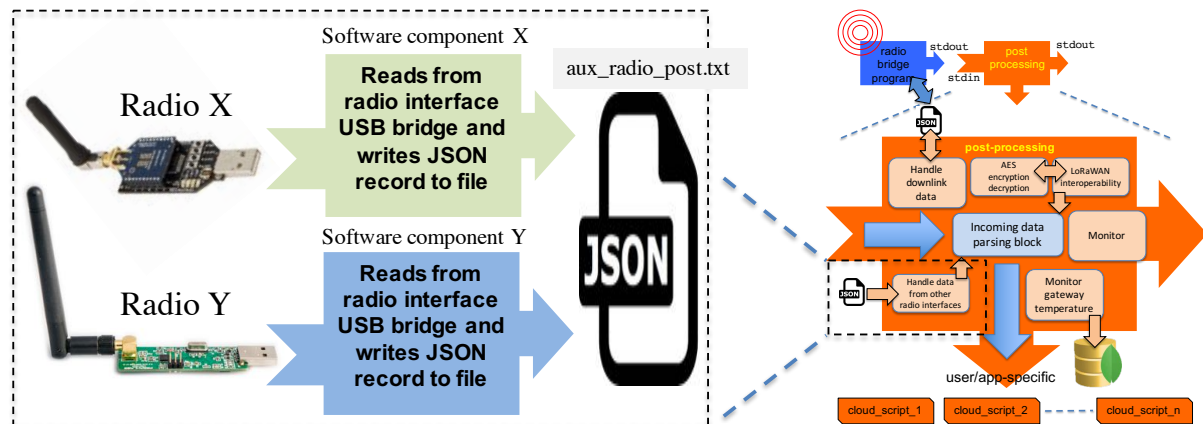 Software component X
aux_radio_post.txt
Radio X
Reads from
radio interface
USB bridge and
writes JSON
record to file
Software component Y
Radio Y
Reads from
radio interface
USB bridge and
writes JSON
record to file
JSON
radio
bridge
program
stdout
stdin
post
processing
stdout
JSON
post-processing
Handle
downlink
data
AES
encryption
decryption
LoRaWAN
interoperability
Incoming data
parsing block
Monitor
JSON
Handle data
from other
radio interfaces
Monitor
gateway
temperature
user/app-specific
cloud_script_1
cloud_script_2
cloud_script_n